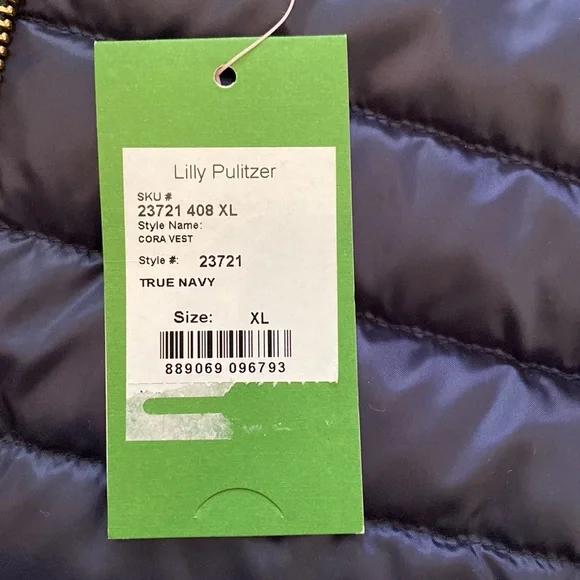 Lilly Pulitzer
SKU #
23721 408 XL
Style Name:
CORA VEST
Style #: 23721
TRUE NAVY
Size: XL
889069 096793